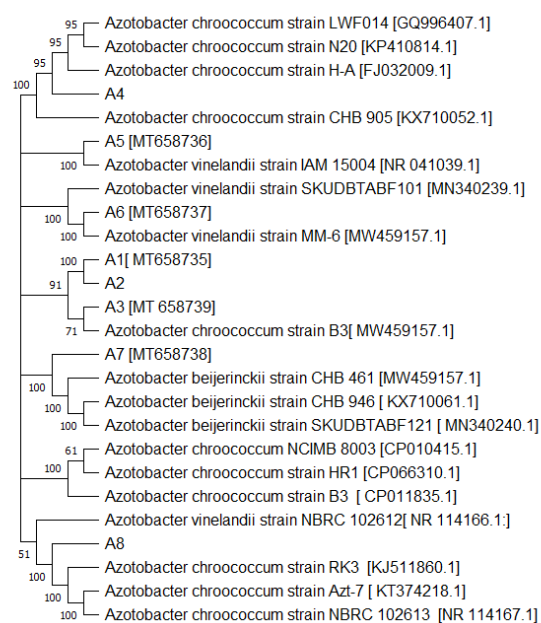 95
Azotobacter chroococcum strain LWF014 [GQ996407.1]
95
Azotobacter chroococcum strain N20 [KP410814.1]
95
Azotobacter chroococcum strain H-A [FJ032009.1]
100
A4
Azotobacter chroococcum strain CHB 905 [KX710052.1]
A5 [MT658736]
100
Azotobacter vinelandii strain IAM 15004 [NR 041039.1]
Azotobacter vinelandii strain SKUDBTABF101 [MN340239.1]
100
A6 [MT658737]
100
Azotobacter vinelandii strain MM-6 [MW459157.1]
100
A1[ MT658735]
91
A2
A3 [MT 658739]
71
Azotobacter chroococcum strain B3[ MW459157.1]
A7 [MT658738]
100
Azotobacter beijerinckii strain CHB 461 [MW459157.1]
100
Azotobacter beijerinckii strain CHB 946 [ KX710061.1]
100
Azotobacter beijerinckii strain SKUDBTABF121 [ MN340240.1]
61
Azotobacter chroococcum NCIMB 8003 [CP010415.1]
100
Azotobacter chroococcum strain HR1 [CP066310.1]
Azotobacter chroococcum strain B3 [ CP011835.1]
Azotobacter vinelandii strain NBRC 102612[ NR 114166.1:]
51
A8
100
Azotobacter chroococcum strain RK3 [KJ511860.1]
100
Azotobacter chroococcum strain Azt-7 [ KT374218.1]
100
Azotobacter chroococcum strain NBRC 102613 [NR 114167.1]